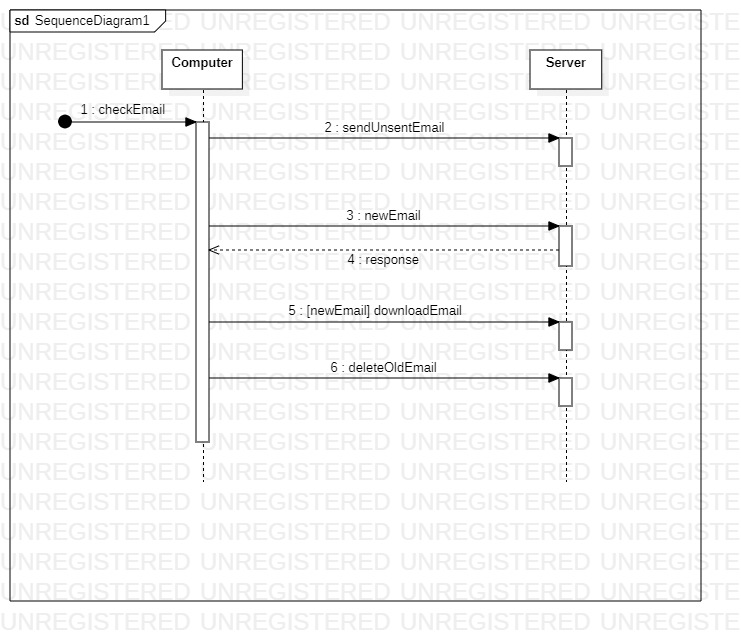 sd SequenceDiagram1
Computer
Server
1 : checkEmail
2 : sendUnsentEmail
3 : newEmail
4 : response
5 : [newEmail] downloadEmail
6 : deleteOldEmail
UNREGISTERED UNREGISTERED UNREGISTERED UNREGISTERED